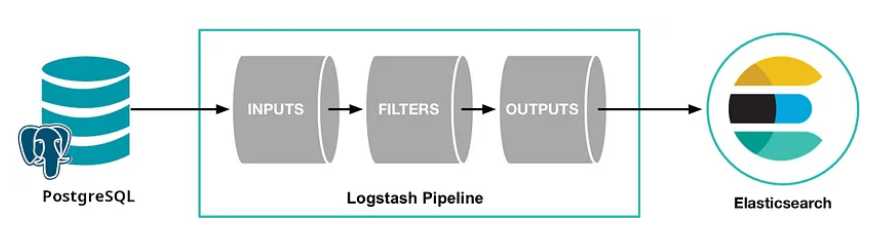 INPUTS
FILTERS
OUTPUTS
PostgreSQL
Logstash Pipeline
Elasticsearch